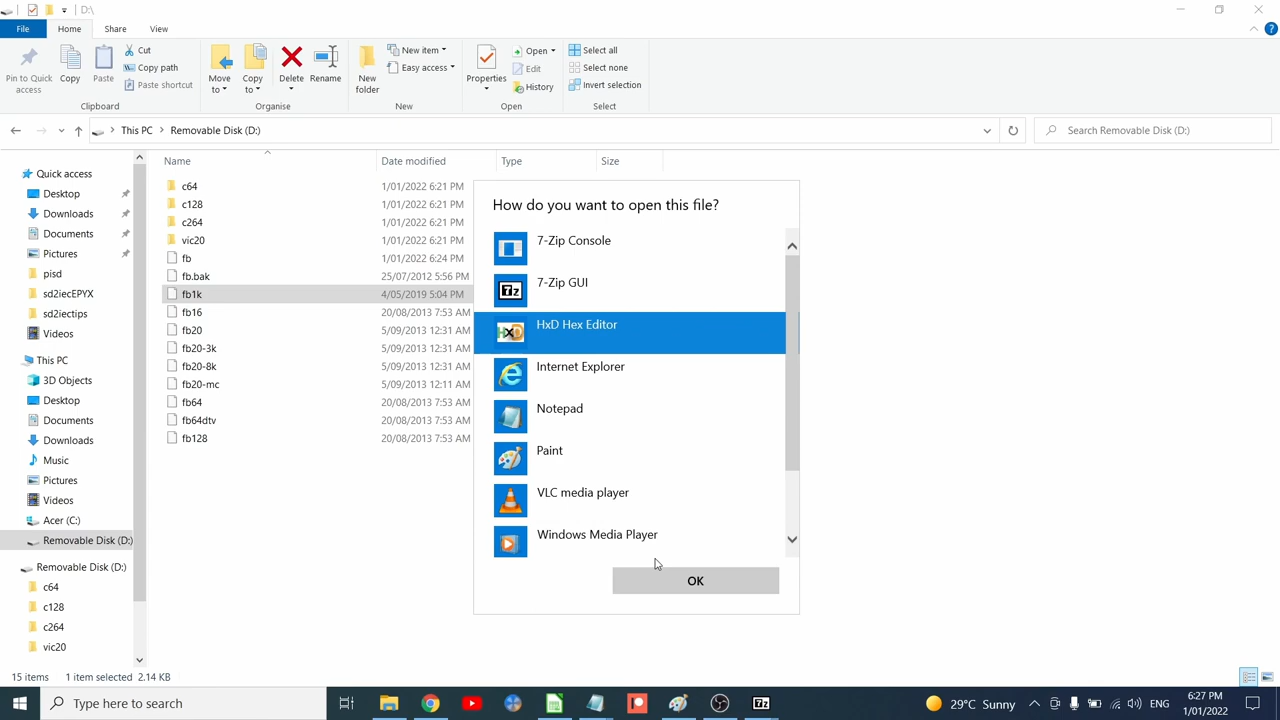 D:\
File Home Share View
Pin to Quick access
Copy
Paste
Cut
Copy path
Paste shortcut
Clipboard
Move to
Copy to
Delete
Rename
Organise
New folder
New item
Easy access
New
Properties
Open
Edit
History
Open
Select all
Select none
Invert selection
Select
This PC > Removable Disk (D:)
Search Removable Disk (D:)
Name Date modified Type Size
Quick access
Desktop
Downloads
Documents
Pictures
pisd
sd2iecEPYX
sd2iectips
Videos
This PC
3D Objects
Desktop
Documents
Downloads
Music
Pictures
Videos
Acer (C:)
Removable Disk (D:)
Removable Disk (D:)
c64
c128
c264
vic20
c64 1/01/2022 6:21 PM
c128 1/01/2022 6:21 PM
c264 1/01/2022 6:21 PM
vic20 1/01/2022 6:21 PM
fb 1/01/2022 6:24 PM
fb.bak 25/07/2012 5:56 PM
fb1k 4/05/2019 5:04 PM
fb16 20/08/2013 7:53 AM
fb20 5/09/2013 12:31 AM
fb20-3k 5/09/2013 12:31 AM
fb20-8k 5/09/2013 12:31 AM
fb20-mc 5/09/2013 12:11 AM
fb64 20/08/2013 7:53 AM
fb64dtv 20/08/2013 7:53 AM
fb128 20/08/2013 7:53 AM
How do you want to open this file?
7-Zip Console
7z 7-Zip GUI
HxD HxD Hex Editor
Internet Explorer
Notepad
Paint
VLC media player
Windows Media Player
OK
15 items 1 item selected 2.14 KB
Type here to search
7z
29°C Sunny
ENG
6:27 PM
1/01/2022